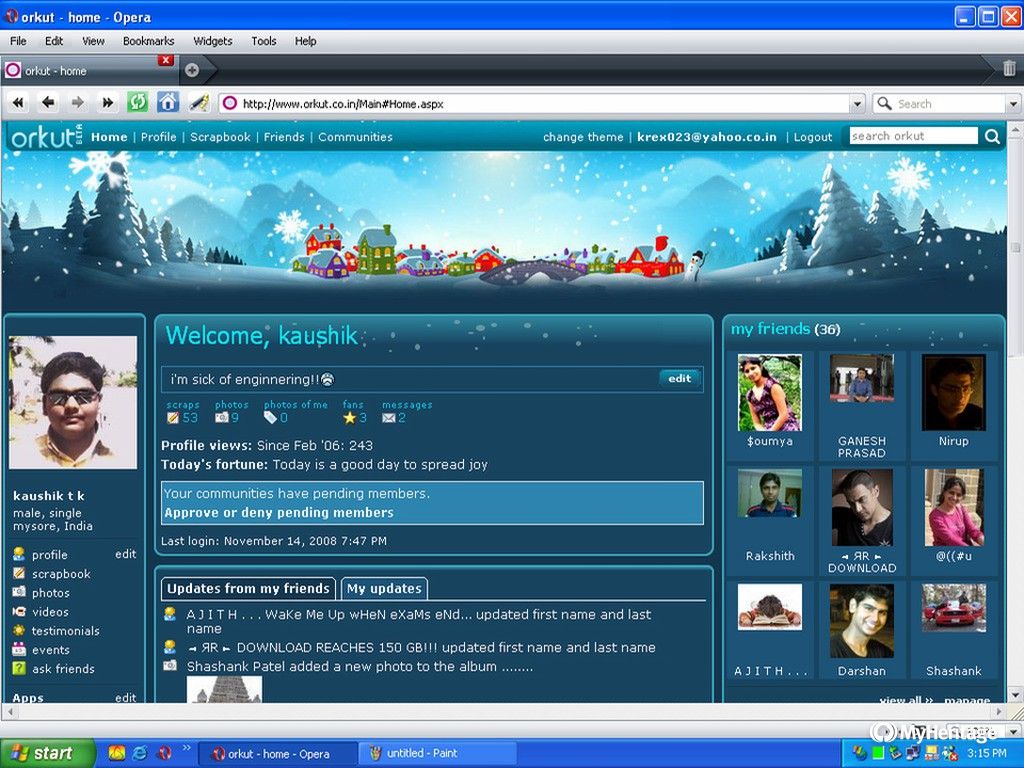 orkut - home - Opera
File Edit View Bookmarks Widgets Tools Help
orkut - home
http://www.orkut.co.in/Main#Home.aspx
Search
orkut BETA Home | Profile | Scrapbook | Friends | Communities change theme | krex023@yahoo.co.in | Logout search orkut
Welcome, kaushik
i'm sick of enginnering!!
edit
scraps photos photos of me fans messages
53 9 0 3 2
Profile views: Since Feb '06: 243
Today's fortune: Today is a good day to spread joy
Your communities have pending members.
Approve or deny pending members
Last login: November 14, 2008 7:47 PM
kaushik t k
male, single
mysore, India
profile edit
scrapbook
photos
videos
testimonials
events
ask friends
Apps edit
Updates from my friends My updates
A J I T H . . . WaKe Me Up wHeN eXaMs eNd... updated first name and last
name
◄ ЯR ► DOWNLOAD REACHES 150 GB!!! updated first name and last name
Shashank Patel added a new photo to the album ........
my friends (36)
$oumya GANESH PRASAD Nirup
Rakshith ◄ ЯR ► DOWNLOAD @((#u
A J I T H . . . Darshan Shashank
view all » manage
MyHeritage
start
orkut - home - Opera
untitled - Paint
3:15 PM